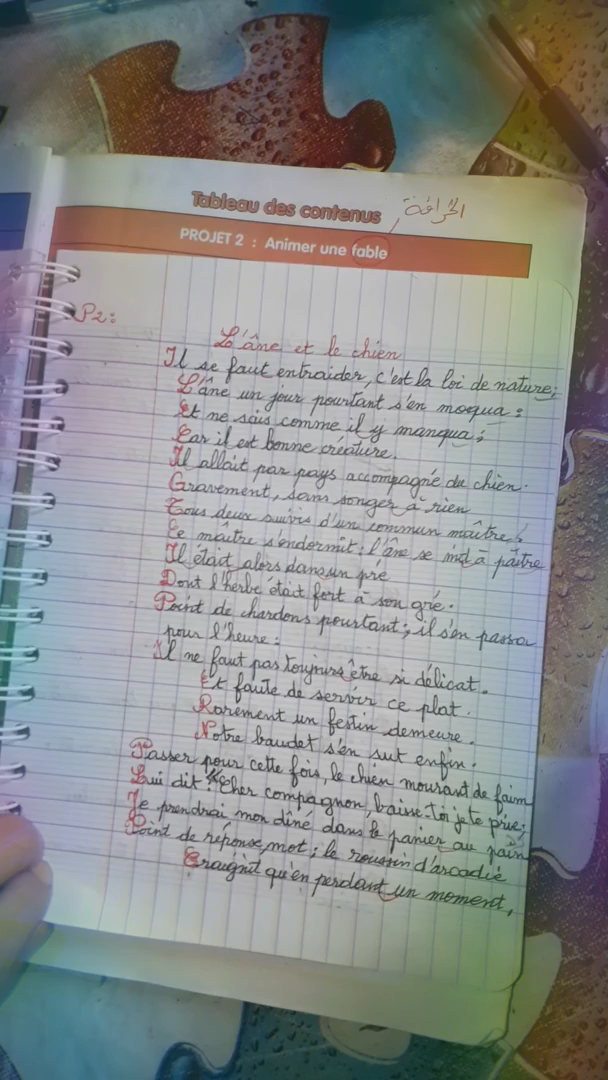 Tableau des contenus الخرافة
PROJET 2 : Animer une fable
P2:
L'âne et le chien
Il se faut entraider, c'est la loi de nature;
L'âne un jour pourtant s'en moqua :
Et ne sais comme il y manqua ;
Car il est bonne créature.
Il allait par pays accompagné du chien.
Gravement, sans songer à rien
Tous deux suivis d'un commun maître.
Ce maître s'endormit : l'âne se mit à paître
Il était alors dans un pré
Dont l'herbe était fort à son gré.
Point de chardons pourtant ; il s'en passa
pour l'heure :
Il ne faut pas toujours être si délicat.
Et faute de servir ce plat.
Rarement un festin demeure.
Notre baudet s'en sut enfin.
Passer pour cette fois, le chien mourant de faim
Lui dit : "Cher compagnon, baisse-toi je te prie;
Je prendrai mon dîné dans le panier au pain
Point de réponse, mot ; le roussin d'arcadie
Craignit qu'en perdant un moment,